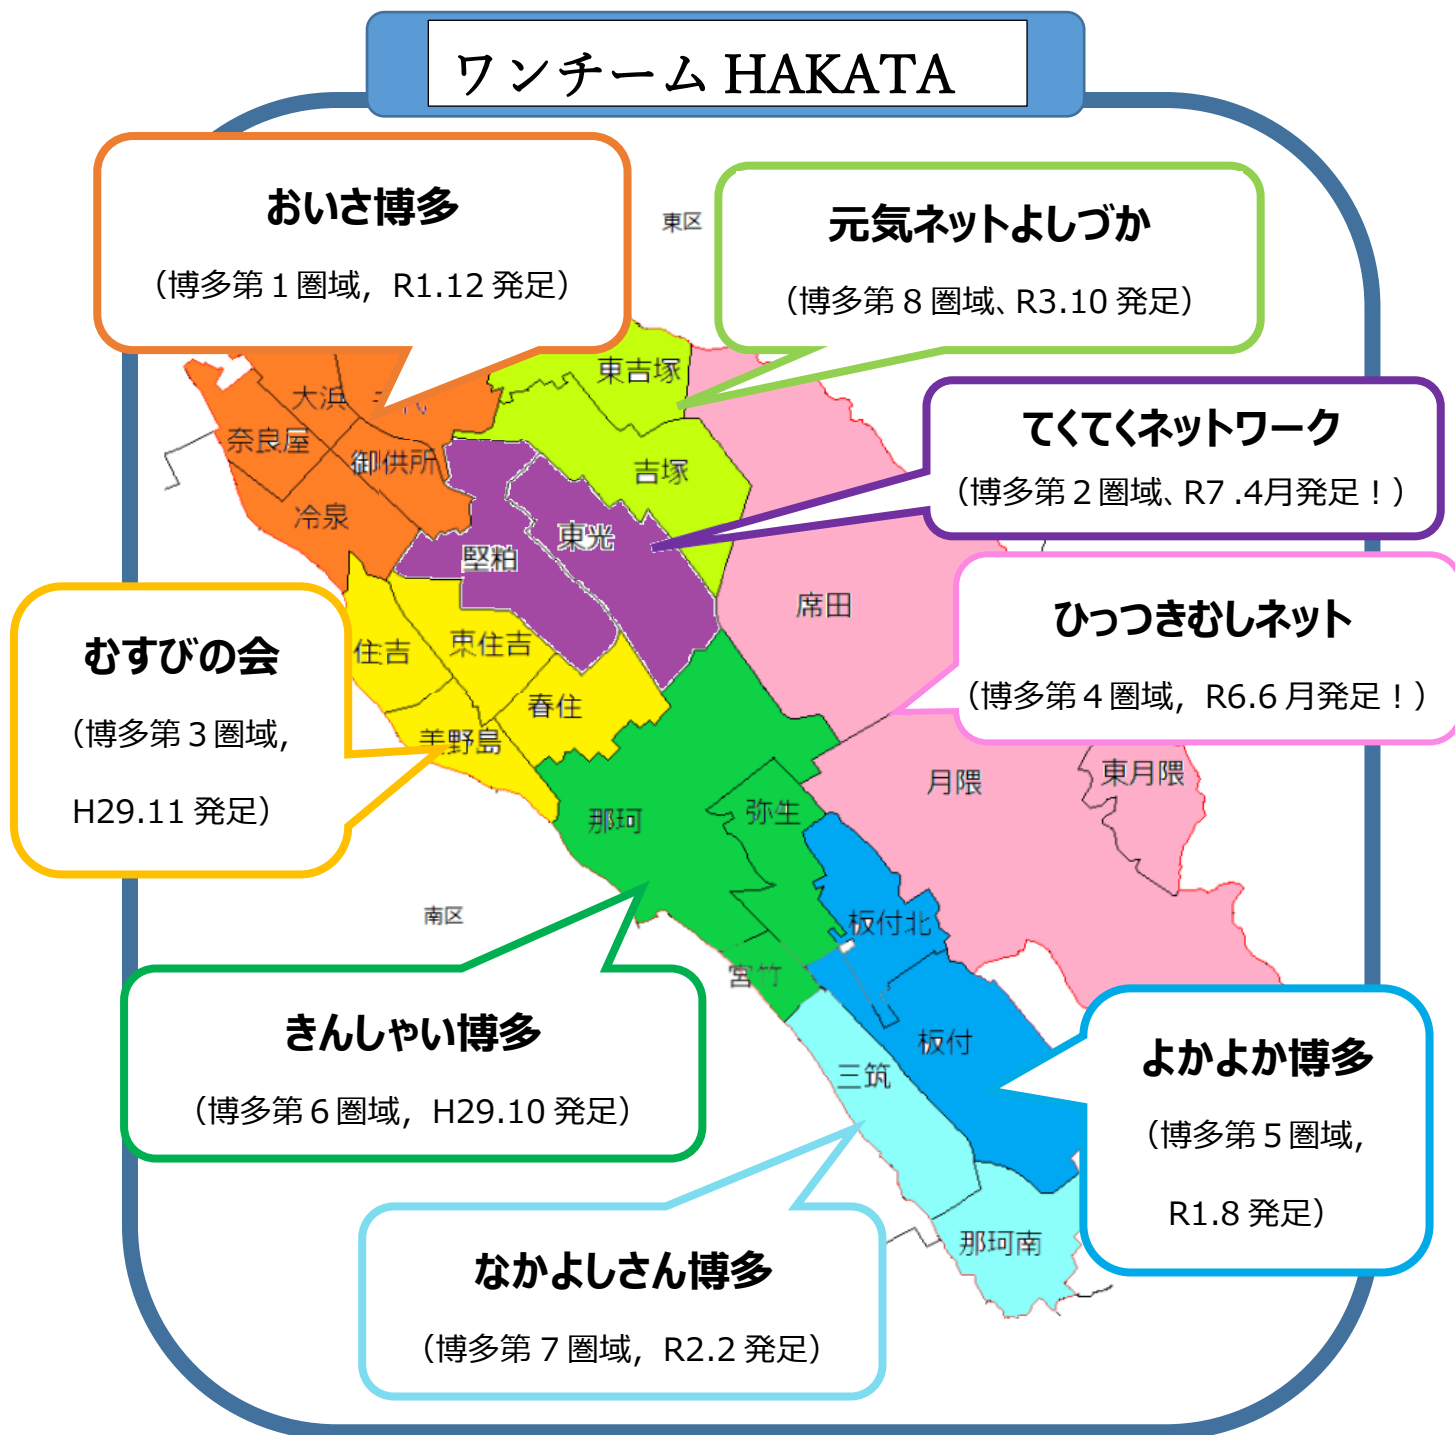 ワンチーム HAKATA
おいさ博多
（博多第１圏域，R1.12 発足）
東区
元気ネットよしづか
（博多第８圏域、R3.10 発足）
てくてくネットワーク
（博多第２圏域、R7 .4月発足！）
ひっつきむしネット
（博多第４圏域，R6.6 月発足！）
むすびの会
（博多第３圏域，
H29.11 発足）
きんしゃい博多
（博多第６圏域，H29.10 発足）
よかよか博多
（博多第５圏域，
R1.8 発足）
なかよしさん博多
（博多第７圏域，R2.2 発足）
大浜
奈良屋
御供所
冷泉
東吉塚
吉塚
東光
堅粕
席田
住吉
東住吉
春住
美野島
那珂
弥生
月隈
東月隈
南区
板付北
宮竹
板付
三筑
那珂南